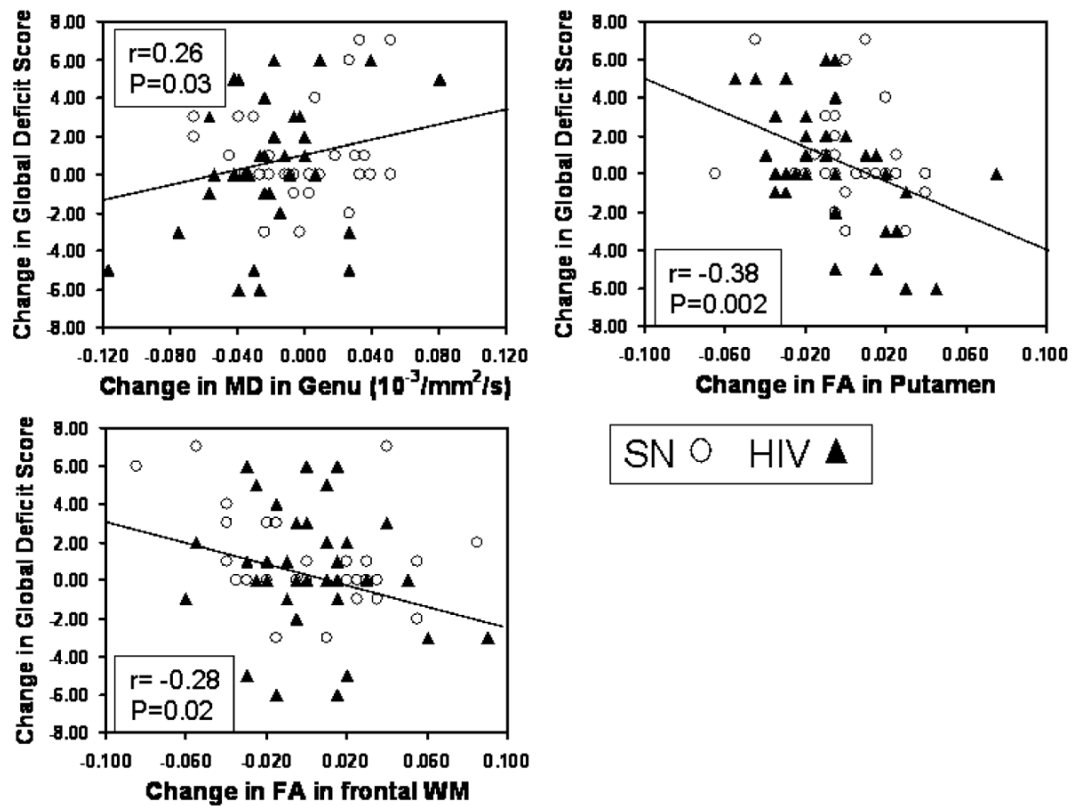 Change in Global Deficit Score
8.00
6.00
4.00
2.00
0.00
-2.00
-4.00
-6.00
-8.00
r=0.26
P=0.03
-0.120 -0.080 -0.040 0.000 0.040 0.080 0.120
Change in MD in Genu (10⁻³/mm²/s)
Change in Global Deficit Score
8.00
6.00
4.00
2.00
0.00
-2.00
-4.00
-6.00
-8.00
r= -0.38
P=0.002
-0.100 -0.060 -0.020 0.020 0.060 0.100
Change in FA in Putamen
Change in Global Deficit Score
8.00
6.00
4.00
2.00
0.00
-2.00
-4.00
-6.00
-8.00
r= -0.28
P=0.02
-0.100 -0.060 -0.020 0.020 0.060 0.100
Change in FA in frontal WM
SN HIV